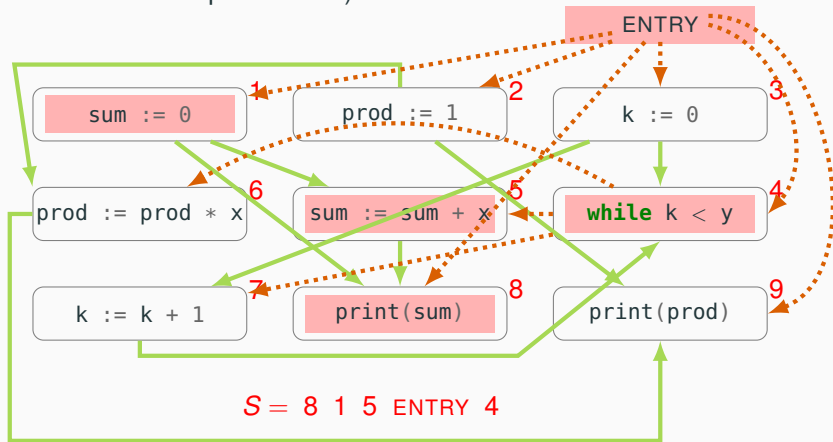 ENTRY
1 2 3
sum := 0 prod := 1 k := 0
6 5 4
prod := prod * x sum := sum + x while k < y
7 8 9
k := k + 1 print(sum) print(prod)
S = 8 1 5 ENTRY 4